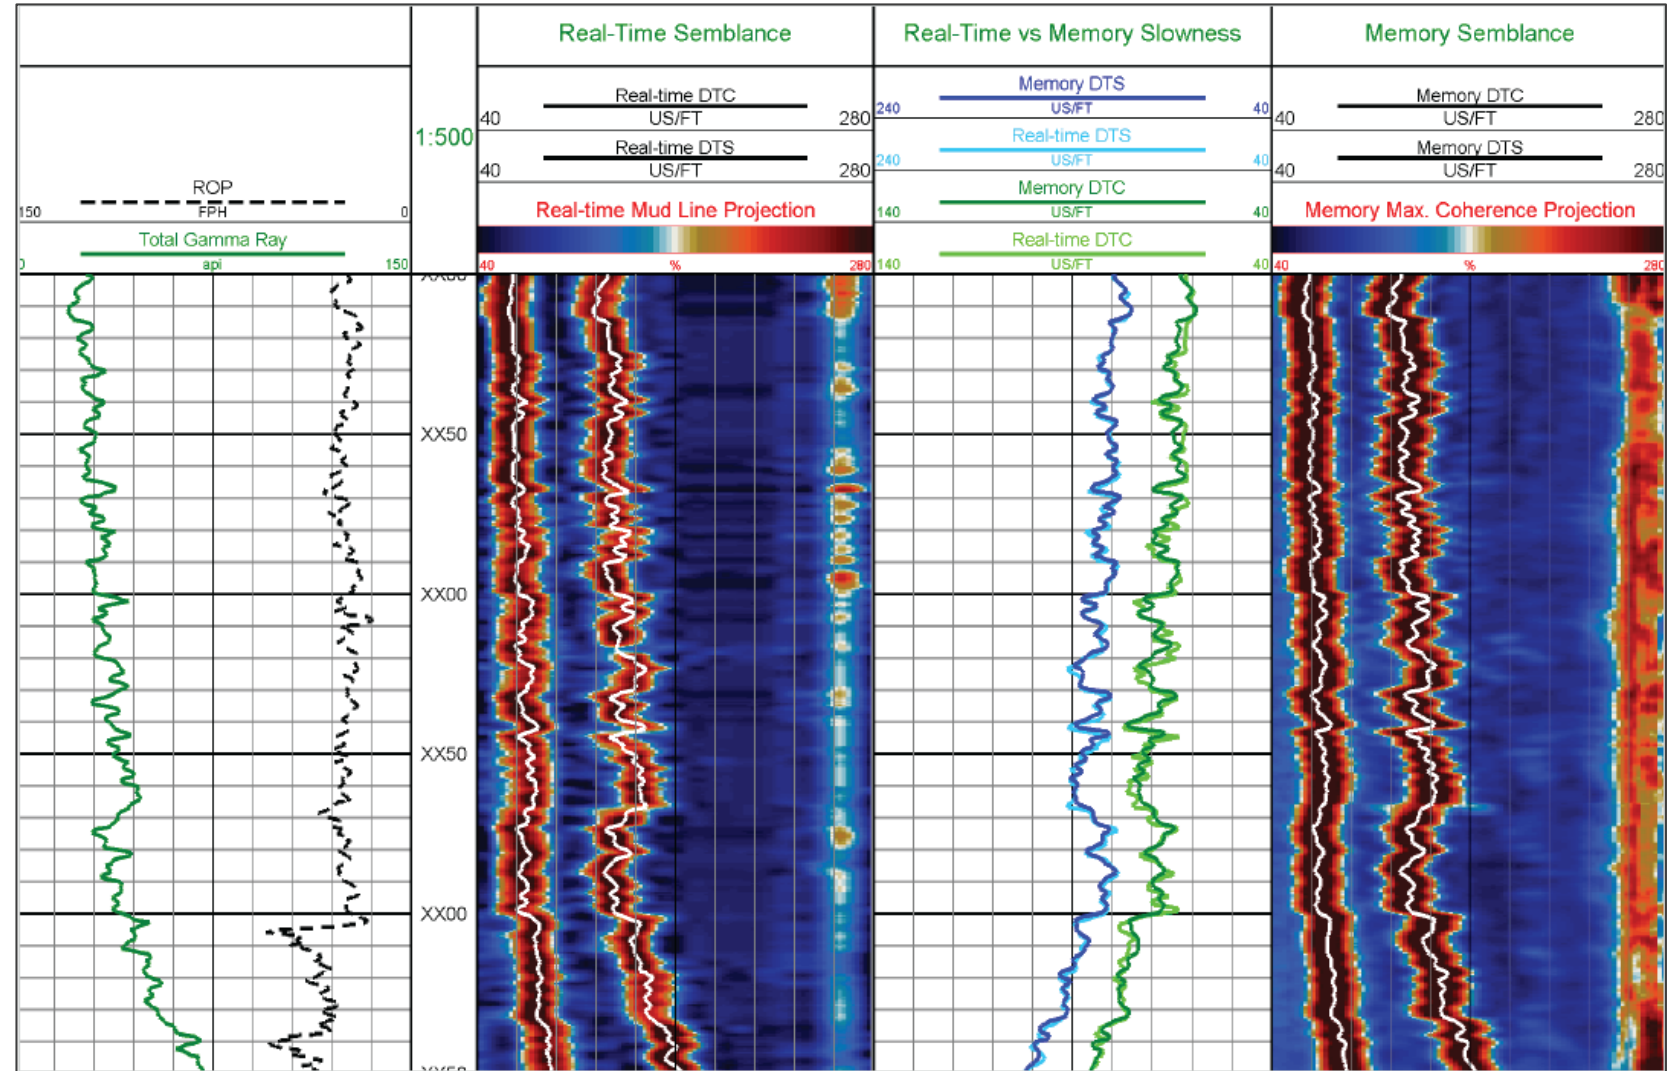 Real-Time Semblance
Real-Time vs Memory Slowness
Memory Semblance
ROP
150 FPH 0
Total Gamma Ray
0 api 150
1:500
Real-time DTC
40 US/FT 280
Real-time DTS
40 US/FT 280
Real-time Mud Line Projection
40 % 280
Memory DTS
240 US/FT 40
Real-time DTS
240 US/FT 40
Memory DTC
140 US/FT 40
Real-time DTC
140 US/FT 40
Memory DTC
40 US/FT 280
Memory DTS
40 US/FT 280
Memory Max. Coherence Projection
40 % 280
XX50
XX00
XX50
XX00